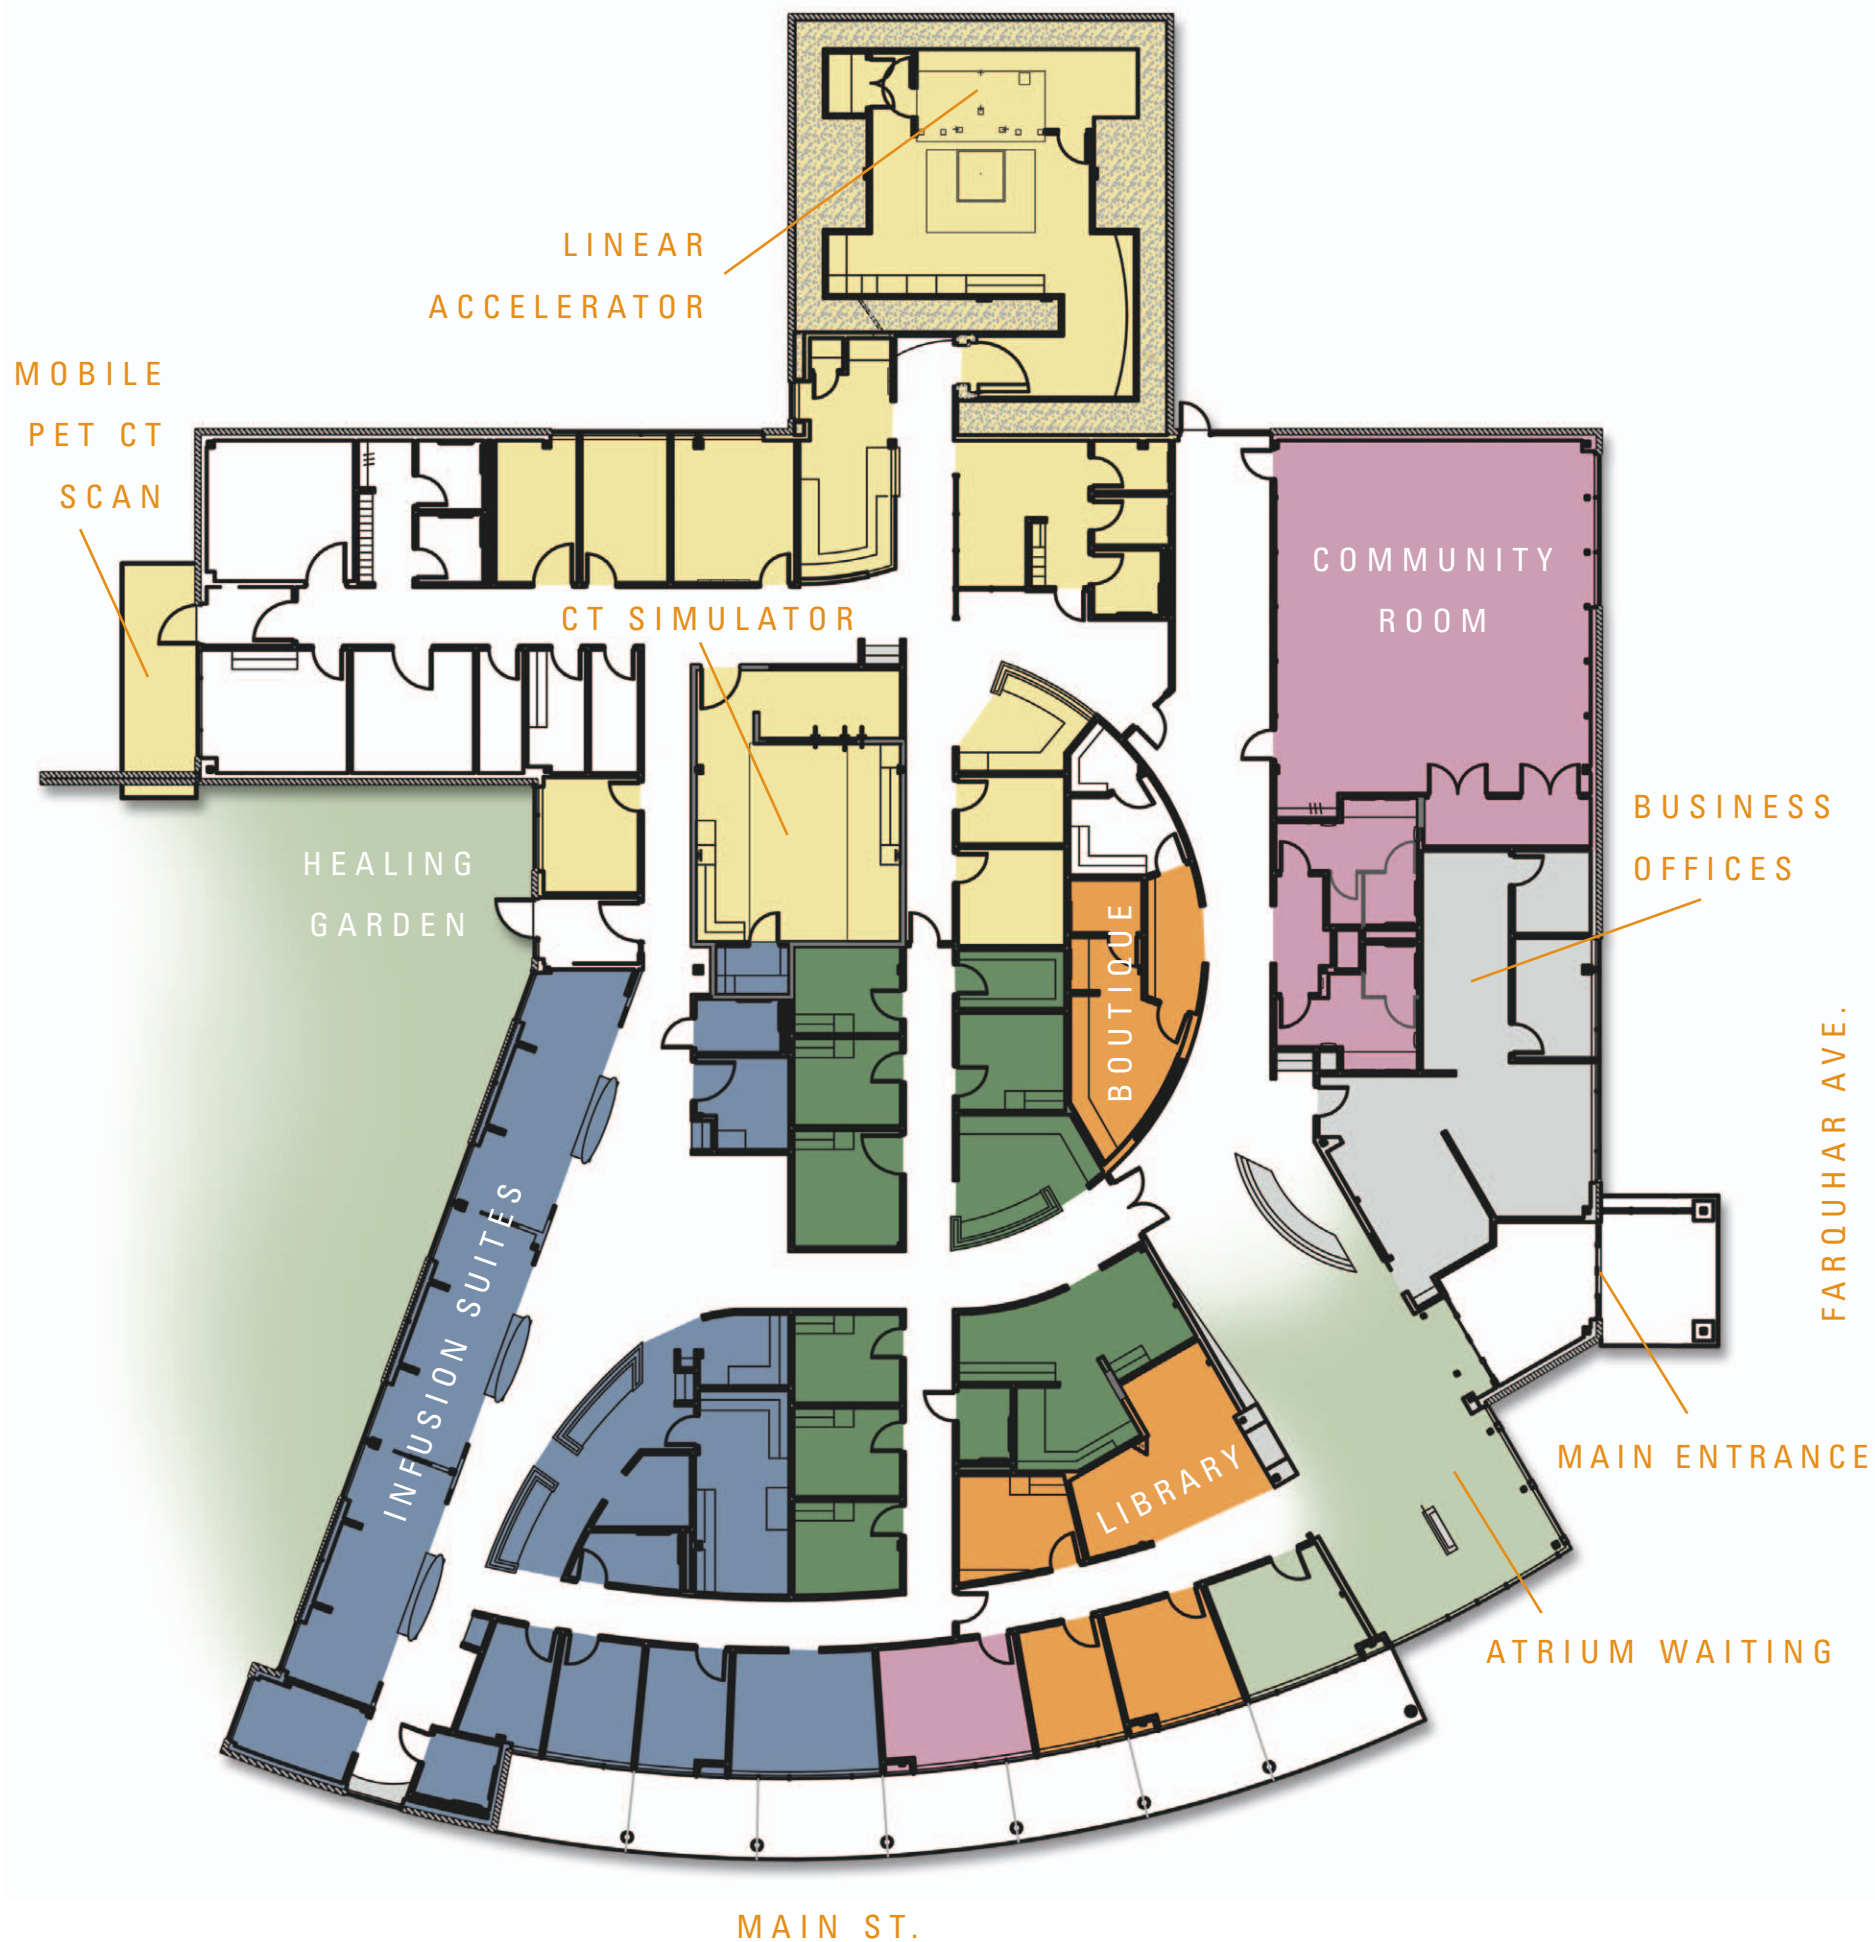 LINEAR
ACCELERATOR
MOBILE
PET CT
SCAN
CT SIMULATOR
COMMUNITY
ROOM
BUSINESS
OFFICES
HEALING
GARDEN
BOUTIQUE
FARQUHAR AVE.
INFUSION SUITES
LIBRARY
MAIN ENTRANCE
ATRIUM WAITING
MAIN ST.